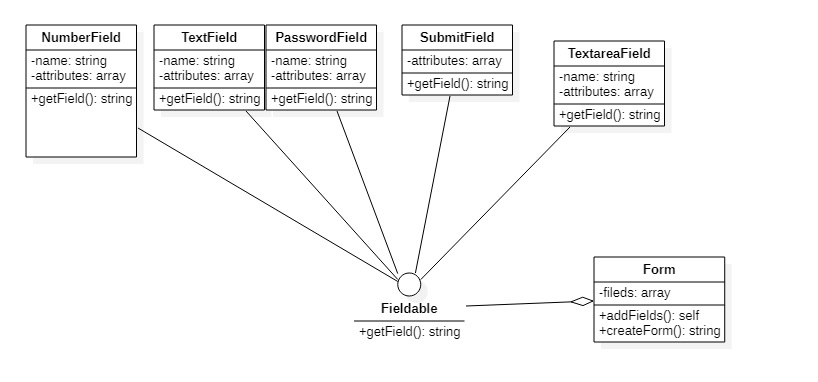 NumberField
-name: string
-attributes: array
+getField(): string
TextField
-name: string
-attributes: array
+getField(): string
PasswordField
-name: string
-attributes: array
+getField(): string
SubmitField
-attributes: array
+getField(): string
TextareaField
-name: string
-attributes: array
+getField(): string
Fieldable
+getField(): string
Form
-fileds: array
+addFields(): self
+createForm(): string